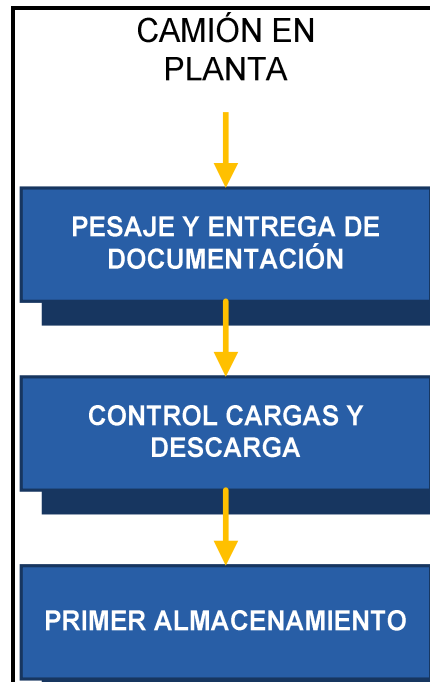 CAMIÓN EN
PLANTA
PESAJE Y ENTREGA DE
DOCUMENTACIÓN
CONTROL CARGAS Y
DESCARGA
PRIMER ALMACENAMIENTO